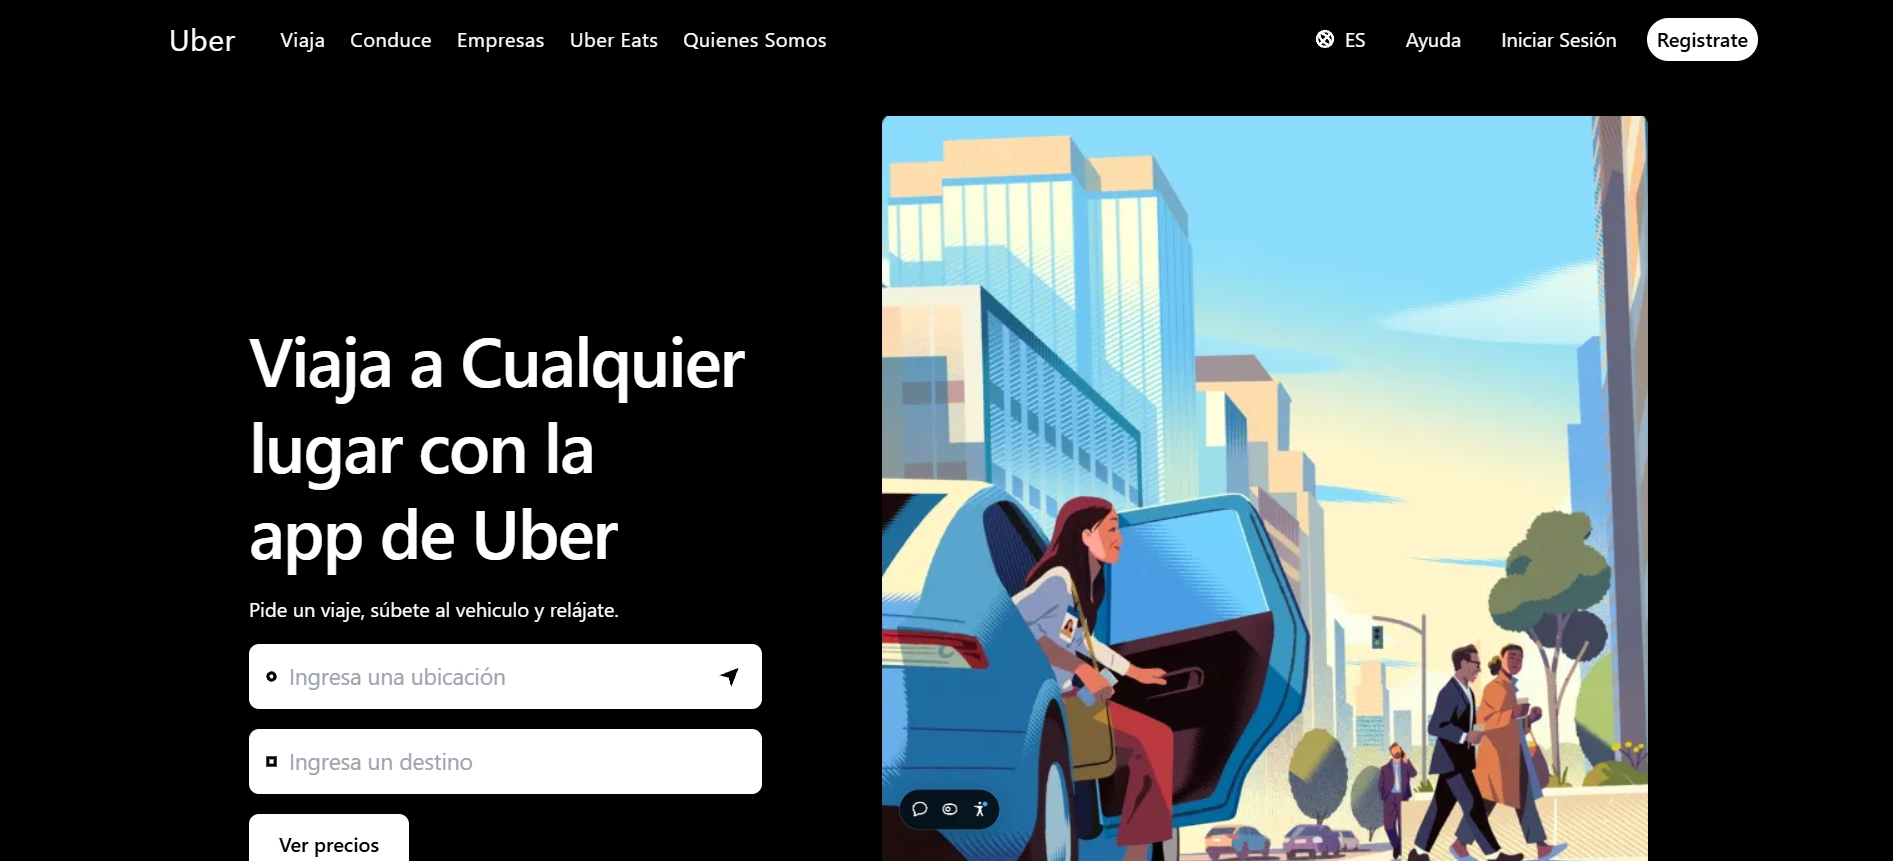 Uber Viaja Conduce Empresas Uber Eats Quienes Somos ES Ayuda Iniciar Sesión Registrate
Viaja a Cualquier
lugar con la
app de Uber
Pide un viaje, súbete al vehiculo y relájate.
Ingresa una ubicación
Ingresa un destino
Ver precios